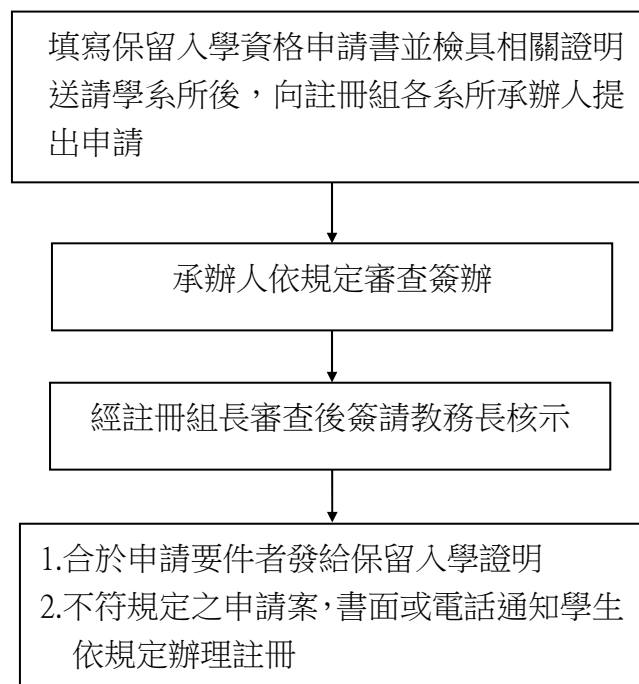 填寫保留入學資格申請書並檢具相關證明
送請學系所後，向註冊組各系所承辦人提
出申請
承辦人依規定審查簽辦
經註冊組長審查後簽請教務長核示
1.合於申請要件者發給保留入學證明
2.不符規定之申請案，書面或電話通知學生
依規定辦理註冊